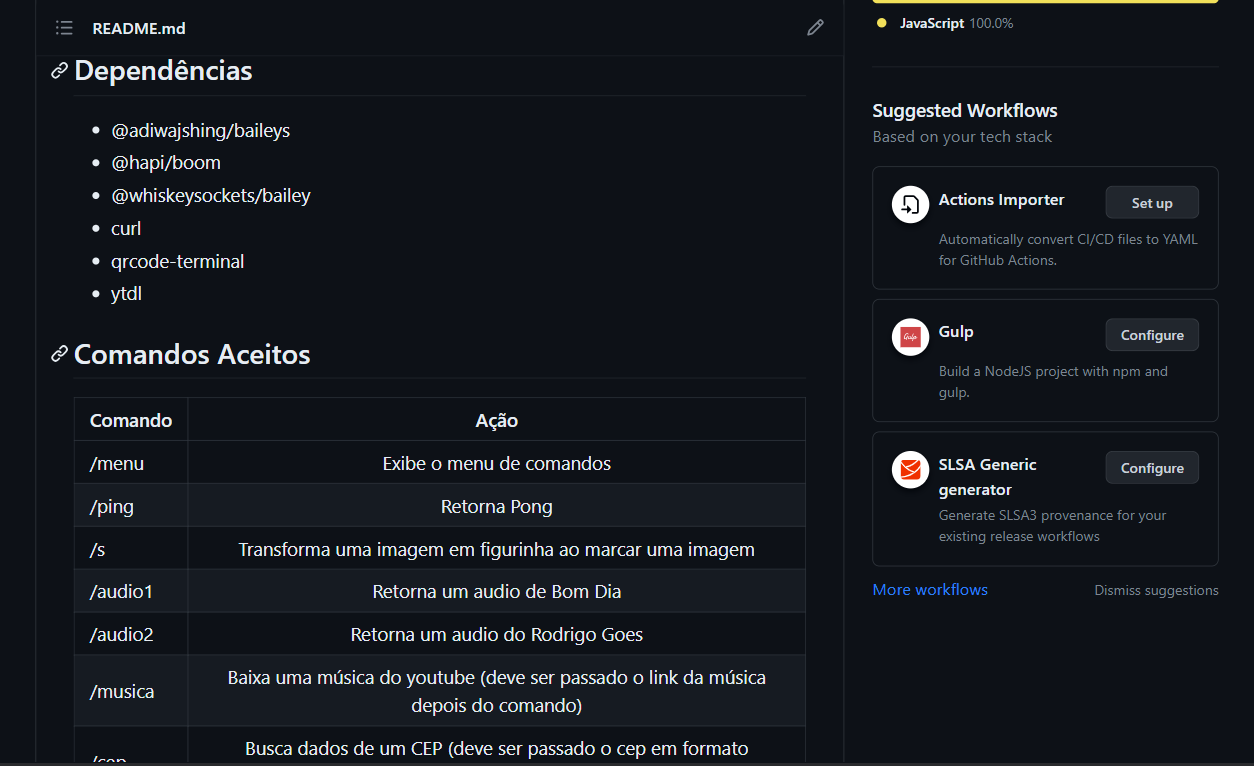 README.md
Dependências
@adiwajshing/baileys
@hapi/boom
@whiskeysockets/bailey
curl
qrcode-terminal
ytdl
Comandos Aceitos
Comando Ação
/menu Exibe o menu de comandos
/ping Retorna Pong
/s Transforma uma imagem em figurinha ao marcar uma imagem
/audio1 Retorna um audio de Bom Dia
/audio2 Retorna um audio do Rodrigo Goes
/musica Baixa uma música do youtube (deve ser passado o link da música
depois do comando)
/cep Busca dados de um CEP (deve ser passado o cep em formato
JavaScript 100.0%
Suggested Workflows
Based on your tech stack
Actions Importer
Set up
Automatically convert CI/CD files to YAML
for GitHub Actions.
Gulp
Gulp
Configure
Build a NodeJS project with npm and
gulp.
SLSA Generic
generator
Configure
Generate SLSA3 provenance for your
existing release workflows
More workflows
Dismiss suggestions